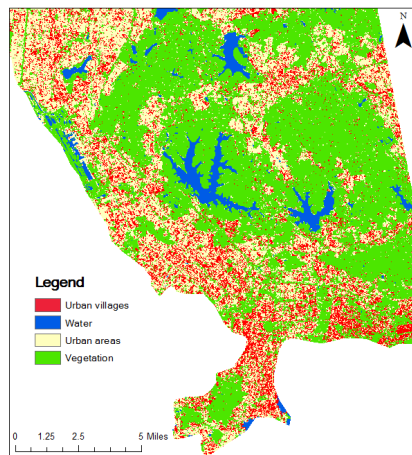 N
Legend
Urban villages
Water
Urban areas
Vegetation
0 1.25 2.5 5 Miles